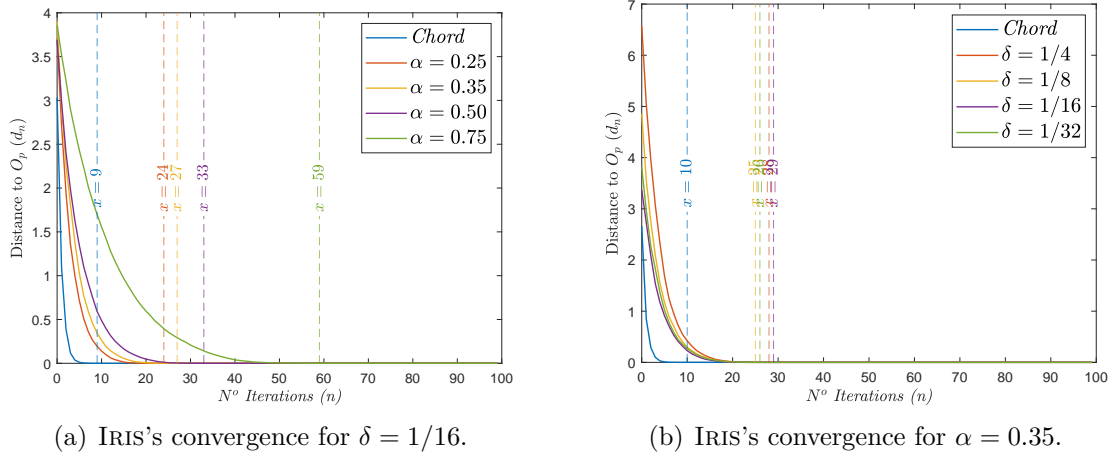 4
3.5
3
2.5
2
1.5
1
0.5
0
Distance to O_p (d_n)
x = 9
x = 24
x = 27
x = 33
x = 59
Chord
α = 0.25
α = 0.35
α = 0.50
α = 0.75
0 10 20 30 40 50 60 70 80 90 100
N^o Iterations (n)
(a) IRIS's convergence for δ = 1/16.
7
6
5
4
3
2
1
0
Distance to O_p (d_n)
x = 10
x = 29
Chord
δ = 1/4
δ = 1/8
δ = 1/16
δ = 1/32
0 10 20 30 40 50 60 70 80 90 100
N^o Iterations (n)
(b) IRIS's convergence for α = 0.35.